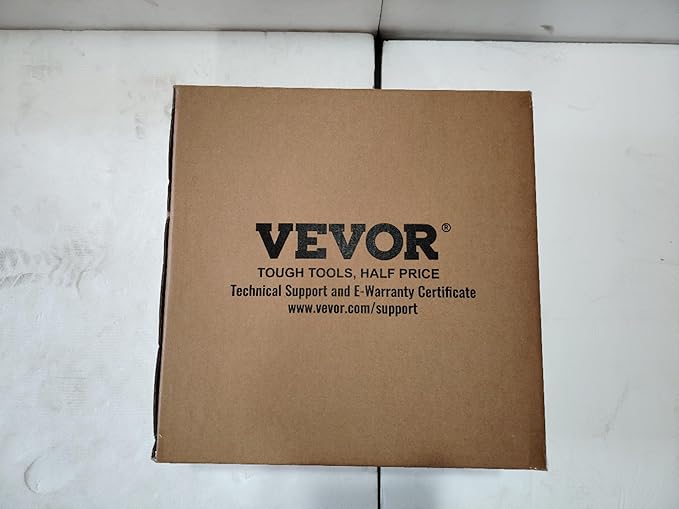 VEVOR®
TOUGH TOOLS, HALF PRICE
Technical Support and E-Warranty Certificate
www.vevor.com/support